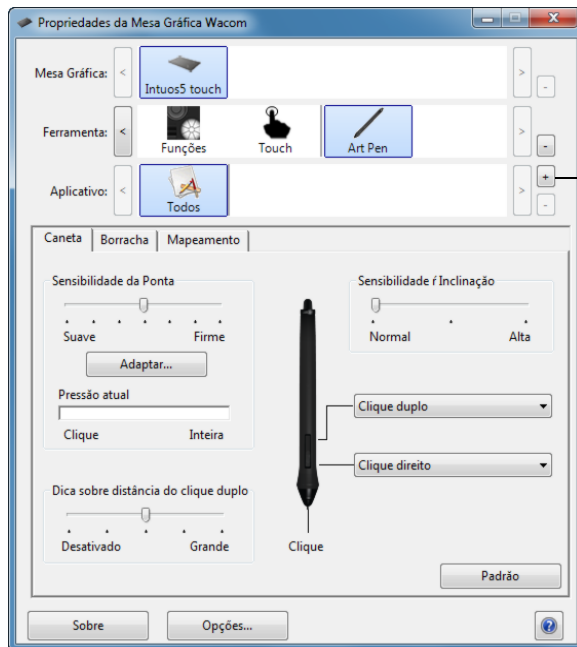 Propriedades da Mesa Gráfica Wacom
Mesa Gráfica:
Intuos5 touch
Ferramenta:
Funções
Touch
Art Pen
Aplicativo:
Todos
Caneta
Borracha
Mapeamento
Sensibilidade da Ponta
Suave Firme
Adaptar...
Pressão atual
Clique Inteira
Dica sobre distância do clique duplo
Desativado Grande
Clique
Sensibilidade ŕ Inclinação
Normal Alta
Clique duplo
Clique direito
Padrão
Sobre
Opções...